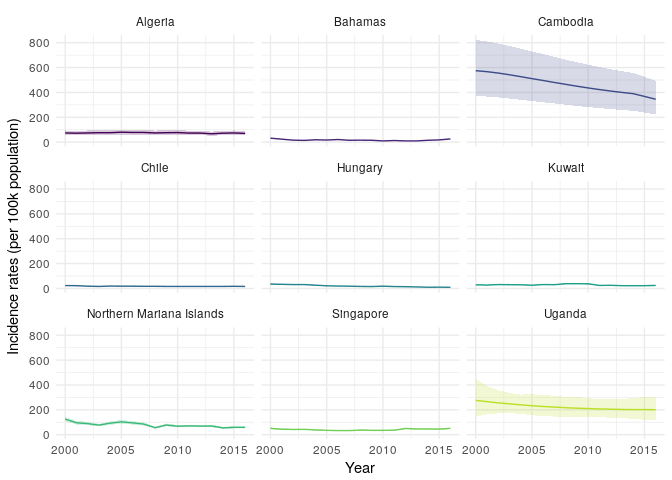 Algeria
Bahamas
Cambodia
800
600
400
200
0
Chile
Hungary
Kuwait
800
600
400
200
0
Northern Mariana Islands
Singapore
Uganda
800
600
400
200
0
2000 2005 2010 2015
2000 2005 2010 2015
2000 2005 2010 2015
Year
Incidence rates (per 100k population)